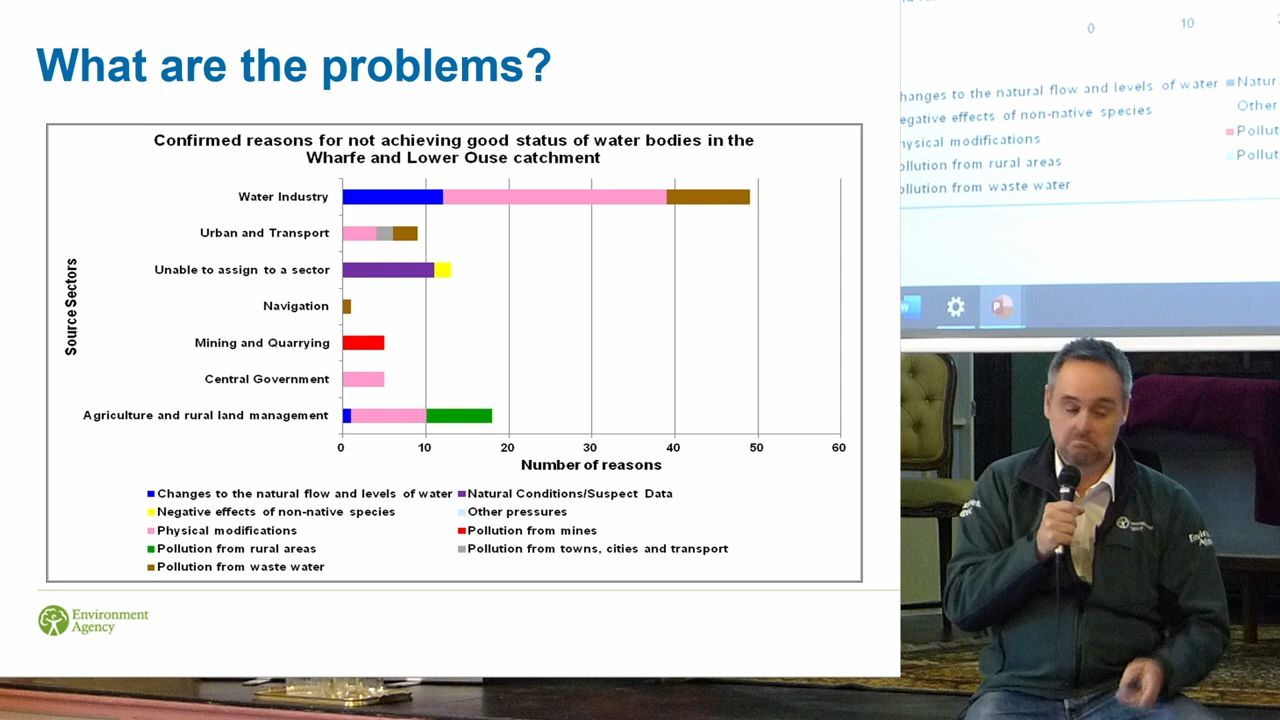 What are the problems?
Confirmed reasons for not achieving good status of water bodies in the
Wharfe and Lower Ouse catchment
Source Sectors
Water Industry
Urban and Transport
Unable to assign to a sector
Navigation
Mining and Quarrying
Central Government
Agriculture and rural land management
0 10 20 30 40 50 60
Number of reasons
Changes to the natural flow and levels of water
Natural Conditions/Suspect Data
Negative effects of non-native species
Other pressures
Physical modifications
Pollution from mines
Pollution from rural areas
Pollution from towns, cities and transport
Pollution from waste water
Environment
Agency
0 10
hanges to the natural flow and levels of water
Natur
egative effects of non-native species
Other
hysical modifications
Pollut
ollution from rural areas
Pollut
ollution from waste water